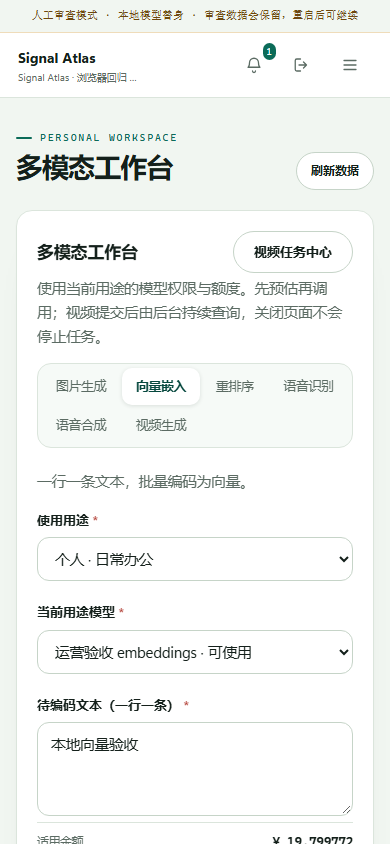 人工审查模式 · 本地模型替身 · 审查数据会保留，重启后可继续
Signal Atlas
1
Signal Atlas · 浏览器回归 ...
PERSONAL WORKSPACE
多模态工作台
刷新数据
多模态工作台
视频任务中心
使用当前用途的模型权限与额度。先预估再调
用；视频提交后由后台持续查询，关闭页面不会
停止任务。
图片生成 向量嵌入 重排序 语音识别
语音合成 视频生成
一行一条文本，批量编码为向量。
使用用途 *
个人 · 日常办公
当前用途模型 *
运营验收 embeddings · 可使用
待编码文本（一行一条） *
本地向量验收
适用金额 ¥ 19.799772